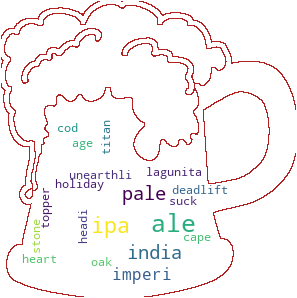 cod
titan
age
unearthli
lagunita
holiday
pale
deadlift
suck
topper
headi
ipa
ale
stone
cape
india
heart
oak
imperi